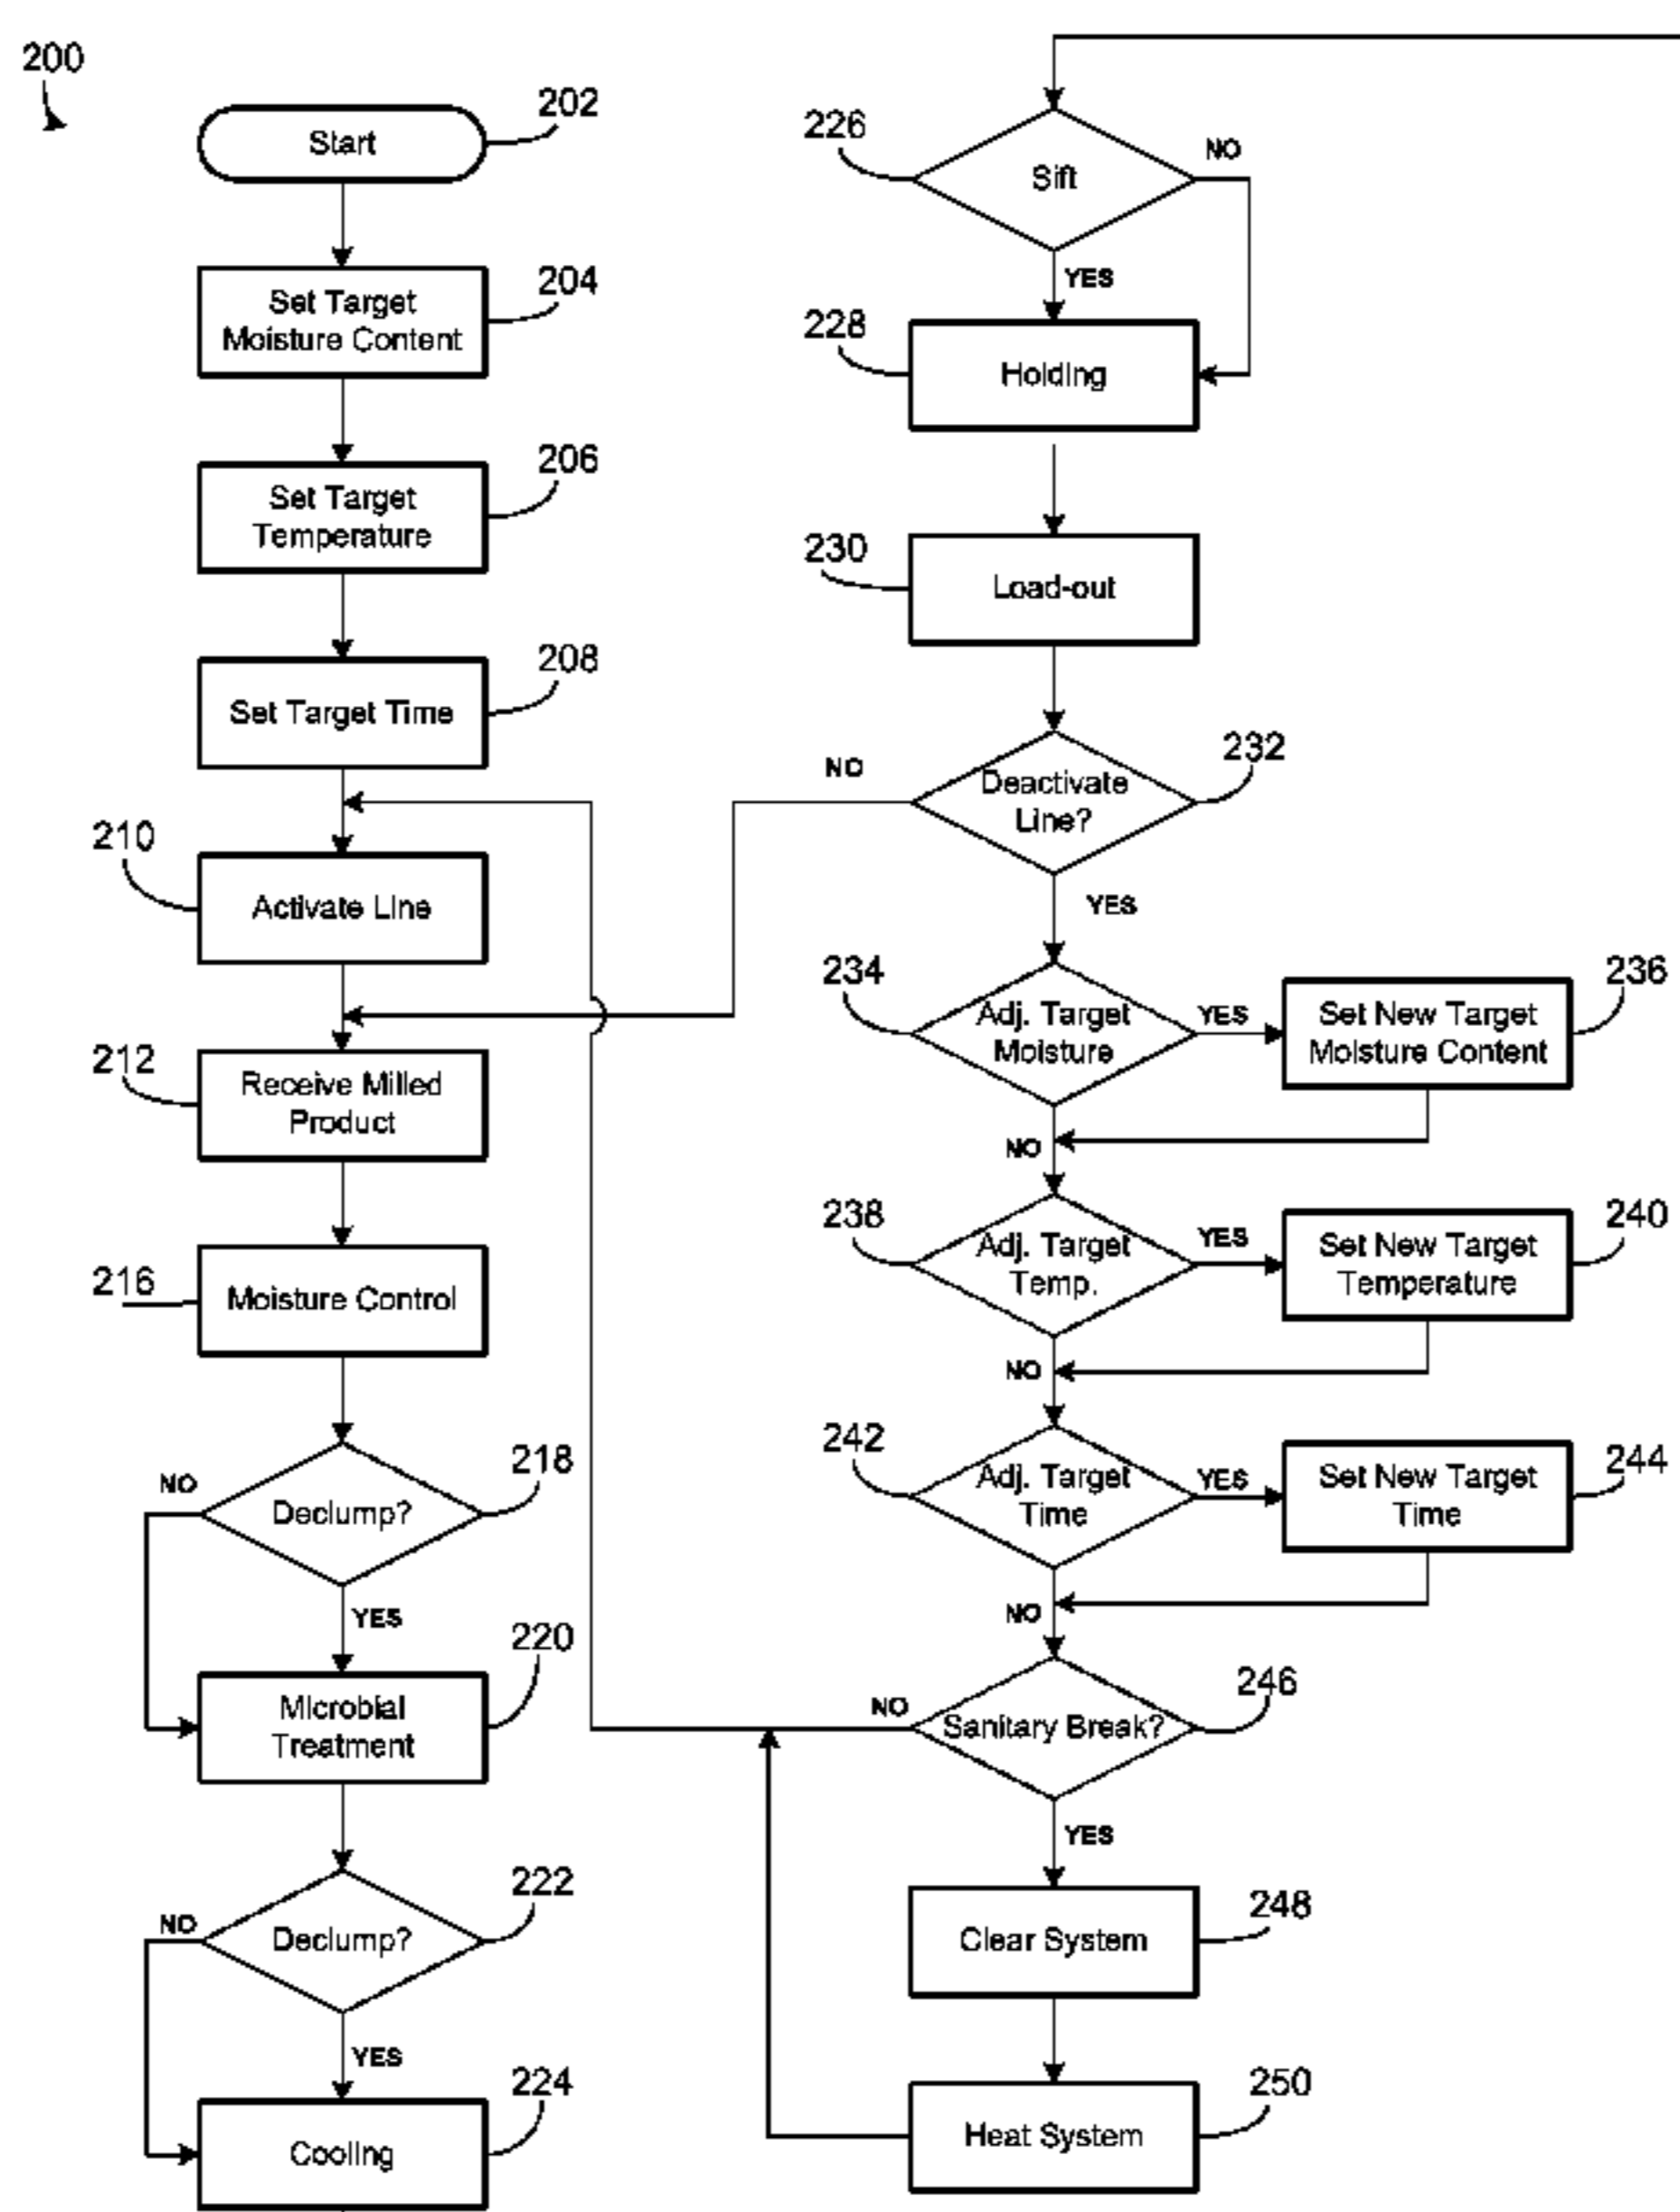 200
202
Start
204
Set Target
Moisture Content
206
Set Target
Temperature
208
Set Target Time
210
Activate Line
212
Receive Milled
Product
216
Moisture Control
218
NO
Declump?
YES
220
Microbial
Treatment
222
NO
Declump?
YES
224
Cooling
226
NO
Sift
YES
228
Holding
230
Load-out
232
NO
Deactivate
Line?
YES
234
Adj. Target
Moisture
YES
236
Set New Target
Moisture Content
NO
238
Adj. Target
Temp.
YES
240
Set New Target
Temperature
NO
242
Adj. Target
Time
YES
244
Set New Target
Time
NO
246
NO
Sanitary Break?
YES
248
Clear System
250
Heat System